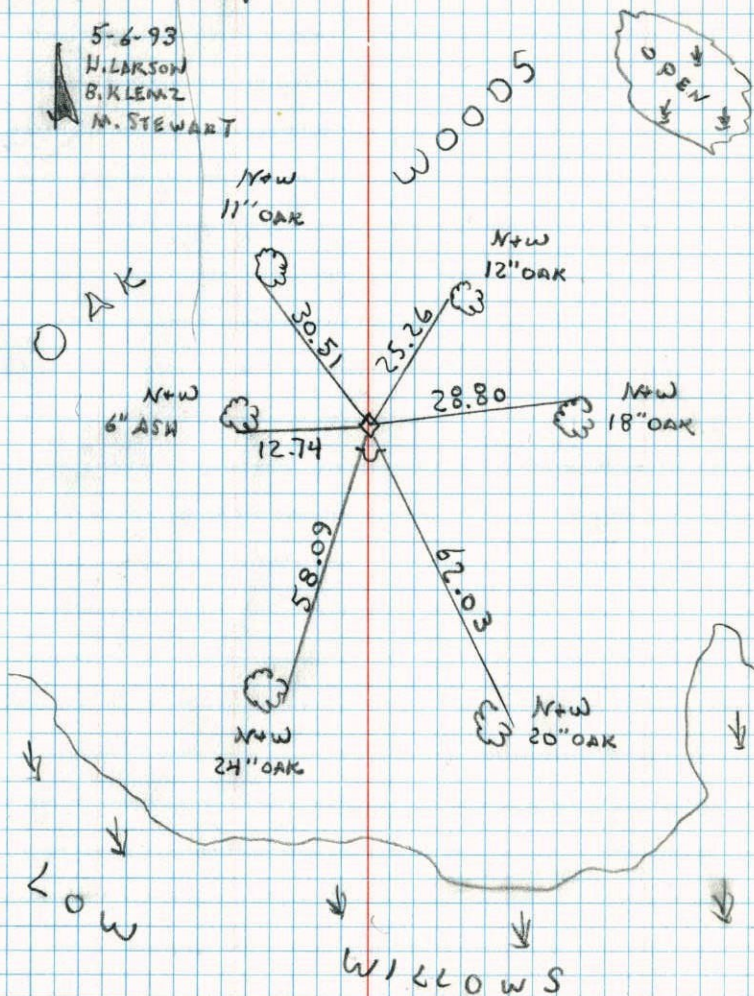 5-6-93
H. LARSON
B. KLEMZ
M. STEWART
WOODS
OPEN
N+W
11" OAK
N+W
12" OAK
OAK
30.51
25.26
N+W
6" ASH
12.74
28.80
N+W
18" OAK
58.09
62.03
N+W
24" OAK
N+W
20" OAK
LOW
WILLOWS